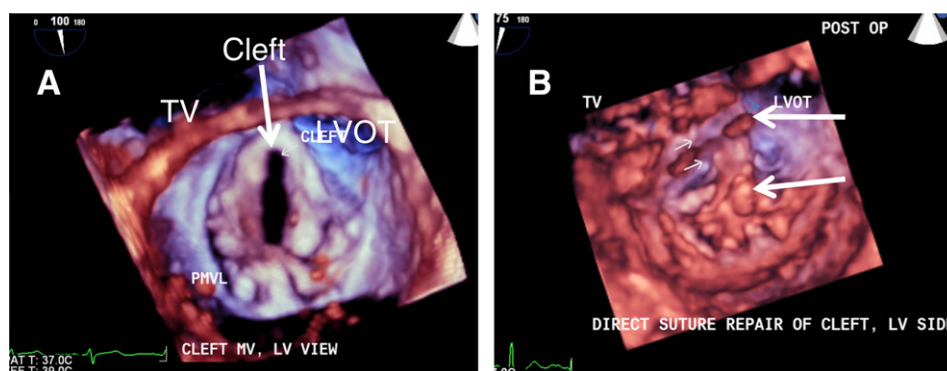 0 100 180
Cleft
A
TV
CLEFT
LVOT
PMVL
CLEFT MV, LV VIEW
PAT T: 37.0C
75 180
POST OP
B
TV
LVOT
DIRECT SUTURE REPAIR OF CLEFT, LV SID